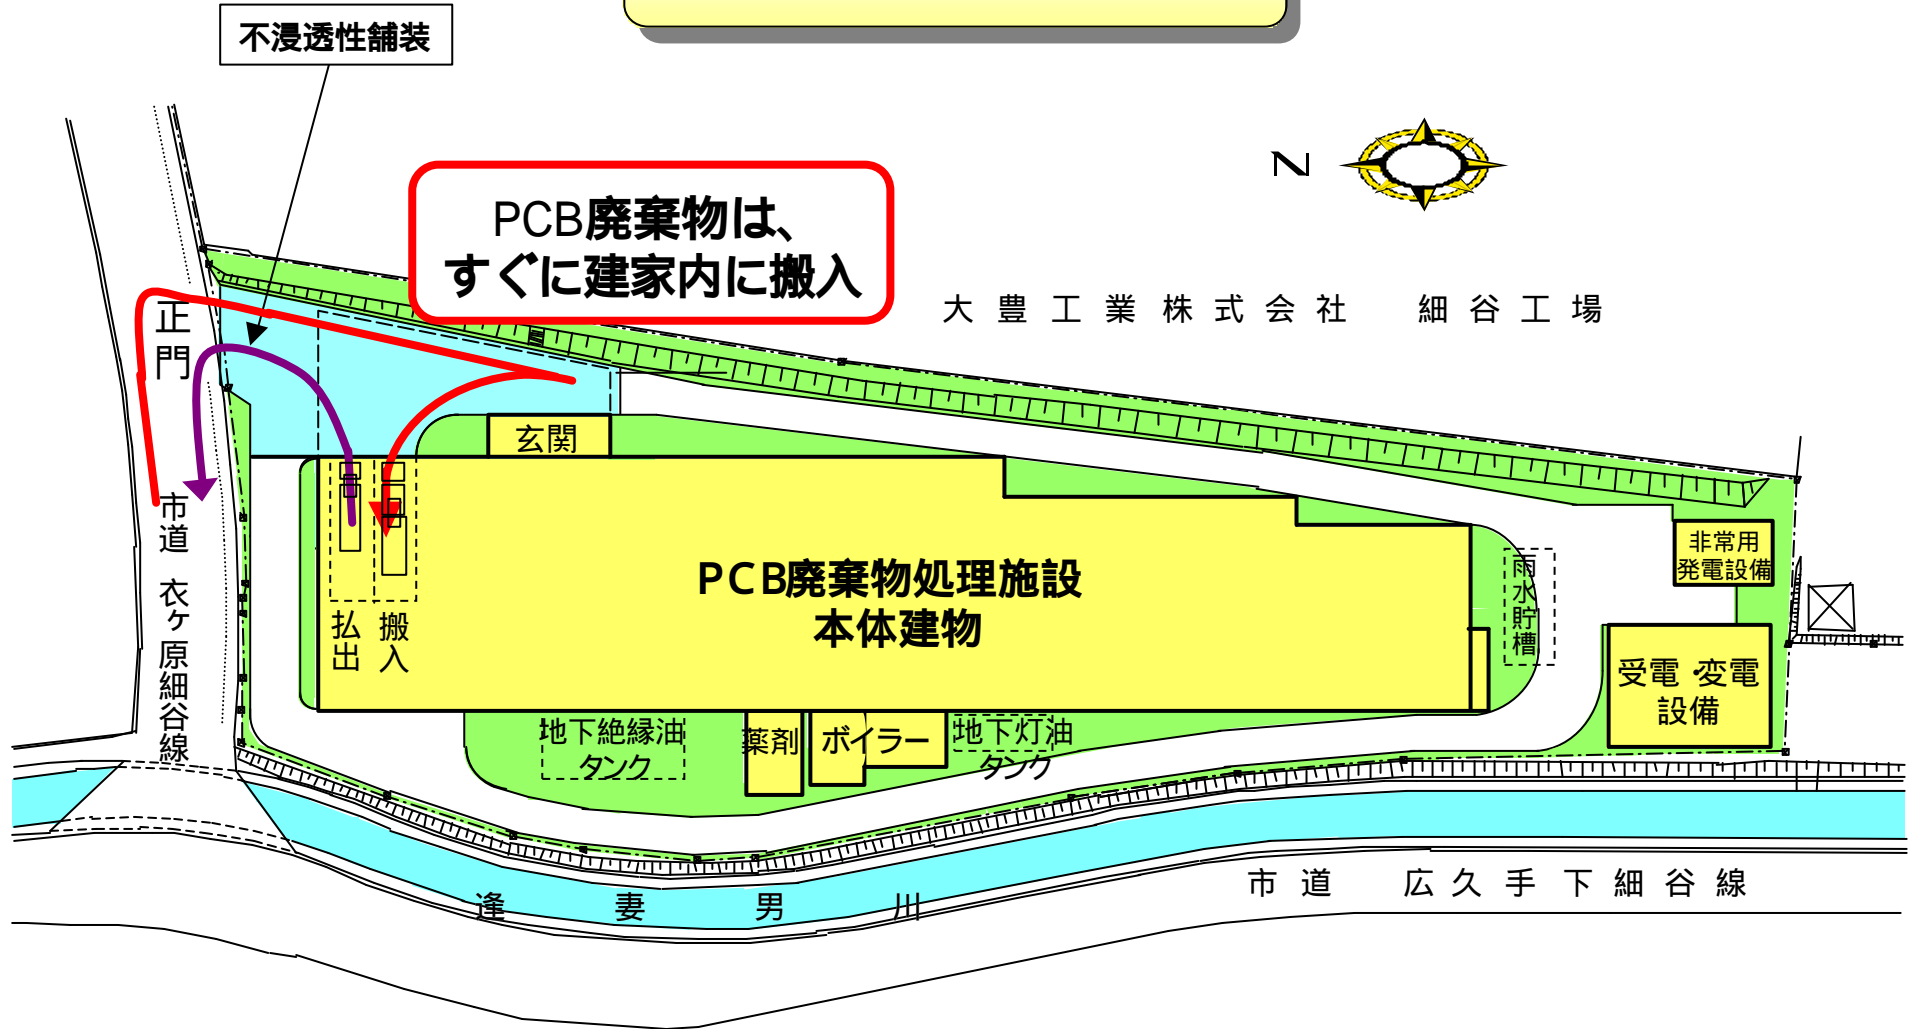 不浸透性舗装
N
PCB廃棄物は、
すぐに建家内に搬入
大豊工業株式会社 細谷工場
正門
玄関
市道 衣ヶ原細谷線
払出
搬入
PCB廃棄物処理施設
本体建物
雨水貯槽
非常用
発電設備
受電・変電
設備
地下絶縁油
タンク
薬剤
ボイラー
地下灯油
タンク
逢妻男川
市道 広久手下細谷線